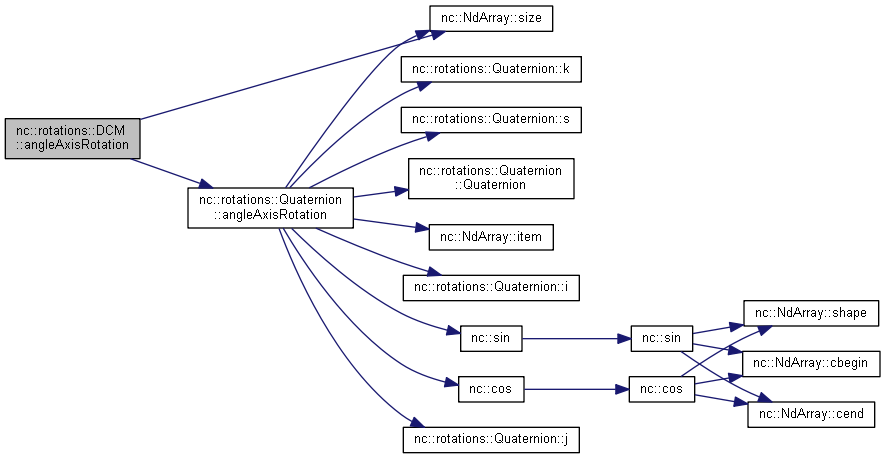 nc::rotations::DCM
::angleAxisRotation
nc::rotations::Quaternion
::angleAxisRotation
nc::NdArray::size
nc::rotations::Quaternion::k
nc::rotations::Quaternion::s
nc::rotations::Quaternion
::Quaternion
nc::NdArray::item
nc::rotations::Quaternion::i
nc::sin
nc::cos
nc::rotations::Quaternion::j
nc::sin
nc::cos
nc::NdArray::shape
nc::NdArray::cbegin
nc::NdArray::cend